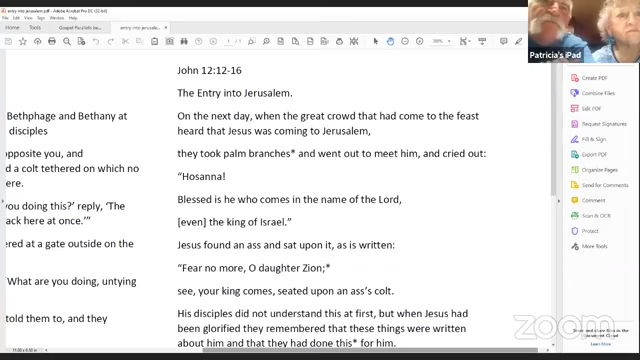 entry into jerusalem.pdf - Adobe Acrobat Pro DC (32-bit)
File Edit View Sign Window Help
Home Tools Gospel Parallels be... entry into jerusalem... ×
John 12:12-16
The Entry into Jerusalem.
On the next day, when the great crowd that had come to the feast
heard that Jesus was coming to Jerusalem,
they took palm branches* and went out to meet him, and cried out:
“Hosanna!
Blessed is he who comes in the name of the Lord,
[even] the king of Israel.”
Jesus found an ass and sat upon it, as is written:
“Fear no more, O daughter Zion;*
see, your king comes, seated upon an ass’s colt.
His disciples did not understand this at first, but when Jesus had
been glorified they remembered that these things were written
about him and that they had done this* for him.
Bethphage and Bethany at
disciples
opposite you, and
d a colt tethered on which no
ere.
you doing this?’ reply, ‘The
ack here at once.’”
ered at a gate outside on the
“What are you doing, untying
told them to, and they
Patricia's iPad
Create PDF
Combine Files
Edit PDF
Request Signatures
Fill & Sign
Export PDF
Organize Pages
Send for Comments
Comment
Scan & OCR
Protect
More Tools
Learn More
zoom